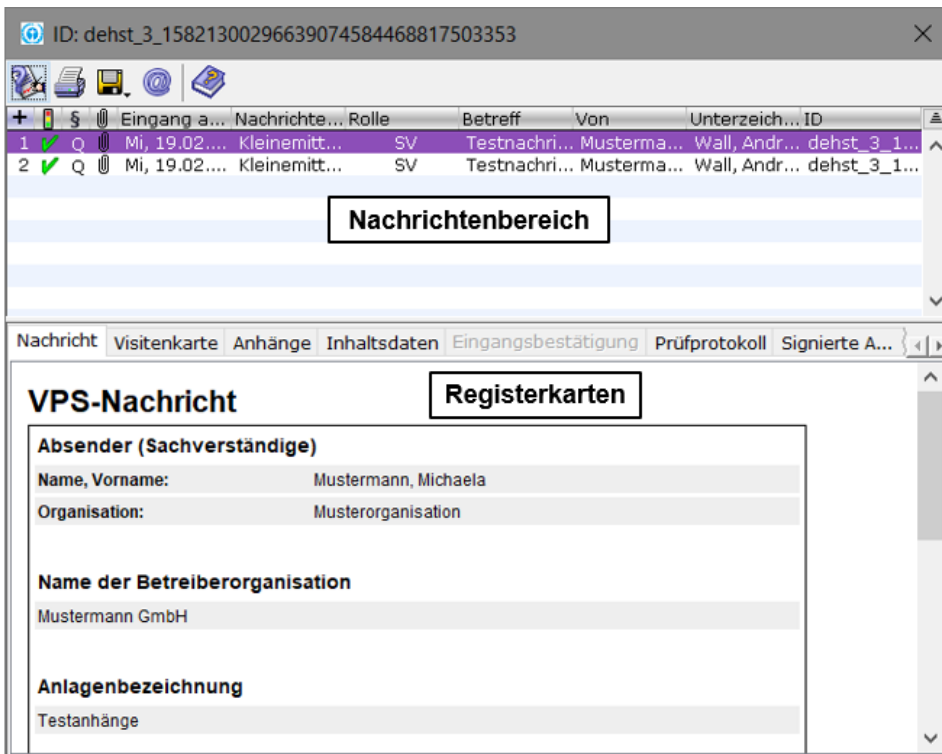 ID: dehst_3_15821300296639074584468817503353
+ § Eingang a... Nachrichte... Rolle Betreff Von Unterzeich... ID
1 Q Mi, 19.02.... Kleinemitt... SV Testnachri... Musterma... Wall, Andr... dehst_3_1...
2 Q Mi, 19.02.... Kleinemitt... SV Testnachri... Musterma... Wall, Andr... dehst_3_1...
Nachrichtenbereich
Nachricht Visitenkarte Anhänge Inhaltsdaten Eingangsbestätigung Prüfprotokoll Signierte A...
Registerkarten
VPS-Nachricht
Absender (Sachverständige)
Name, Vorname: Mustermann, Michaela
Organisation: Musterorganisation
Name der Betreiberorganisation
Mustermann GmbH
Anlagenbezeichnung
Testanhänge